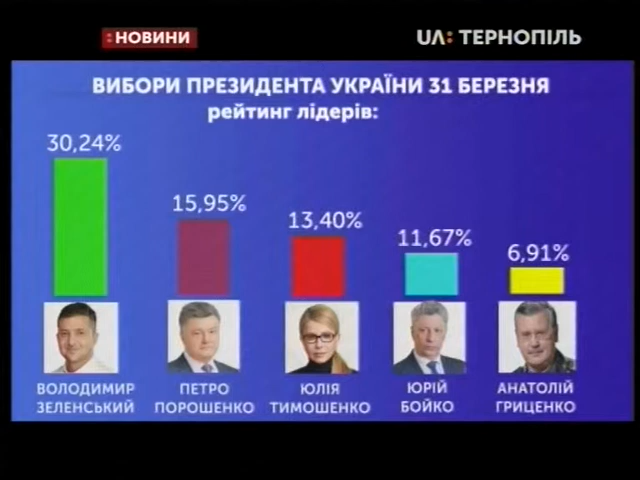 :НОВИНИ
UA: ТЕРНОПІЛЬ
ВИБОРИ ПРЕЗИДЕНТА УКРАЇНИ 31 БЕРЕЗНЯ
рейтинг лідерів:
30,24%
15,95%
13,40%
11,67%
6,91%
ВОЛОДИМИР
ЗЕЛЕНСЬКИЙ
ПЕТРО
ПОРОШЕНКО
ЮЛІЯ
ТИМОШЕНКО
ЮРІЙ
БОЙКО
АНАТОЛІЙ
ГРИЦЕНКО